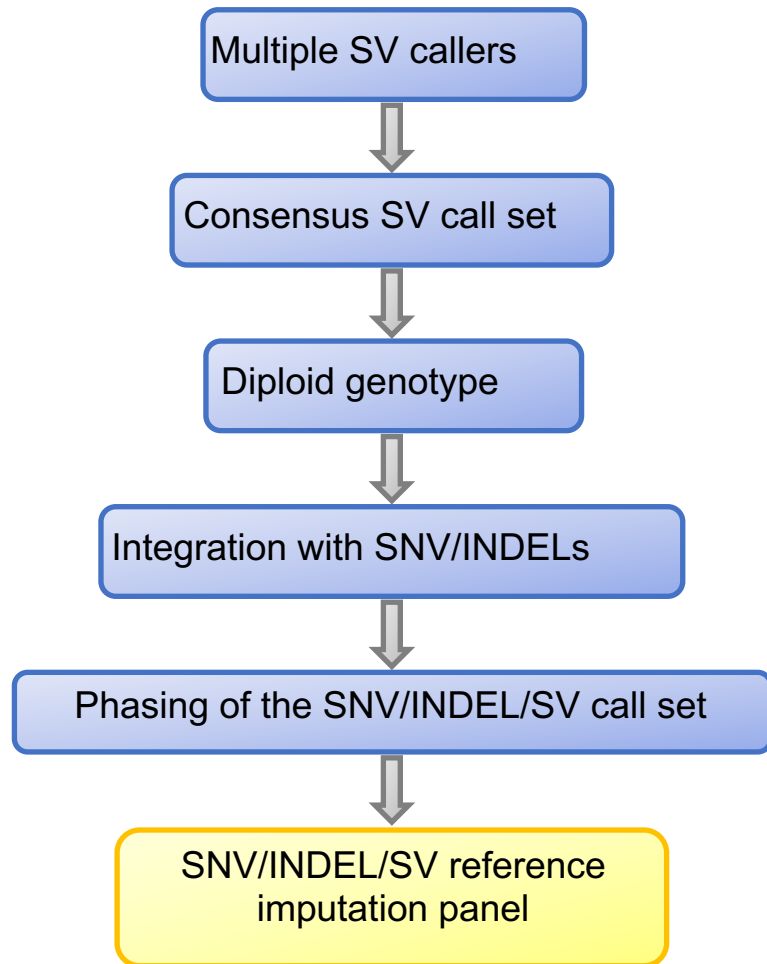 Multiple SV callers
Consensus SV call set
Diploid genotype
Integration with SNV/INDELs
Phasing of the SNV/INDEL/SV call set
SNV/INDEL/SV reference
imputation panel